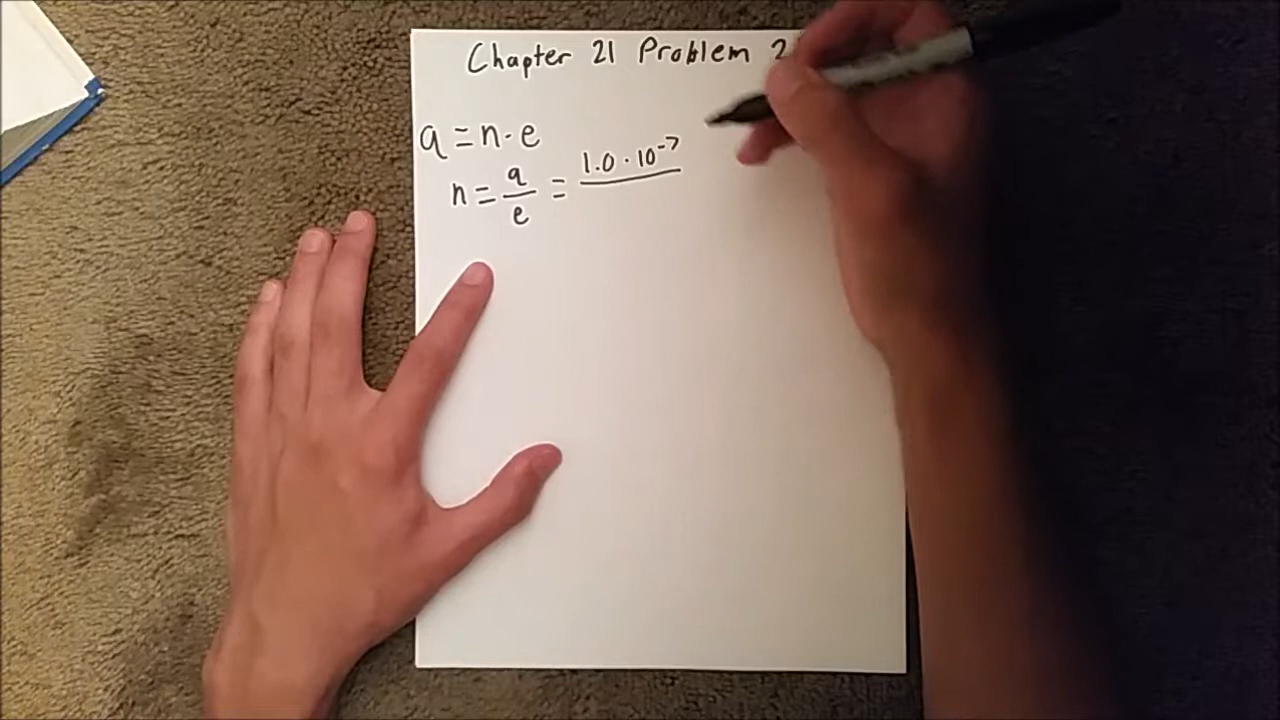 Chapter 21 Problem 2
q = n · e
n = q/e = 1.0 · 10⁻⁷